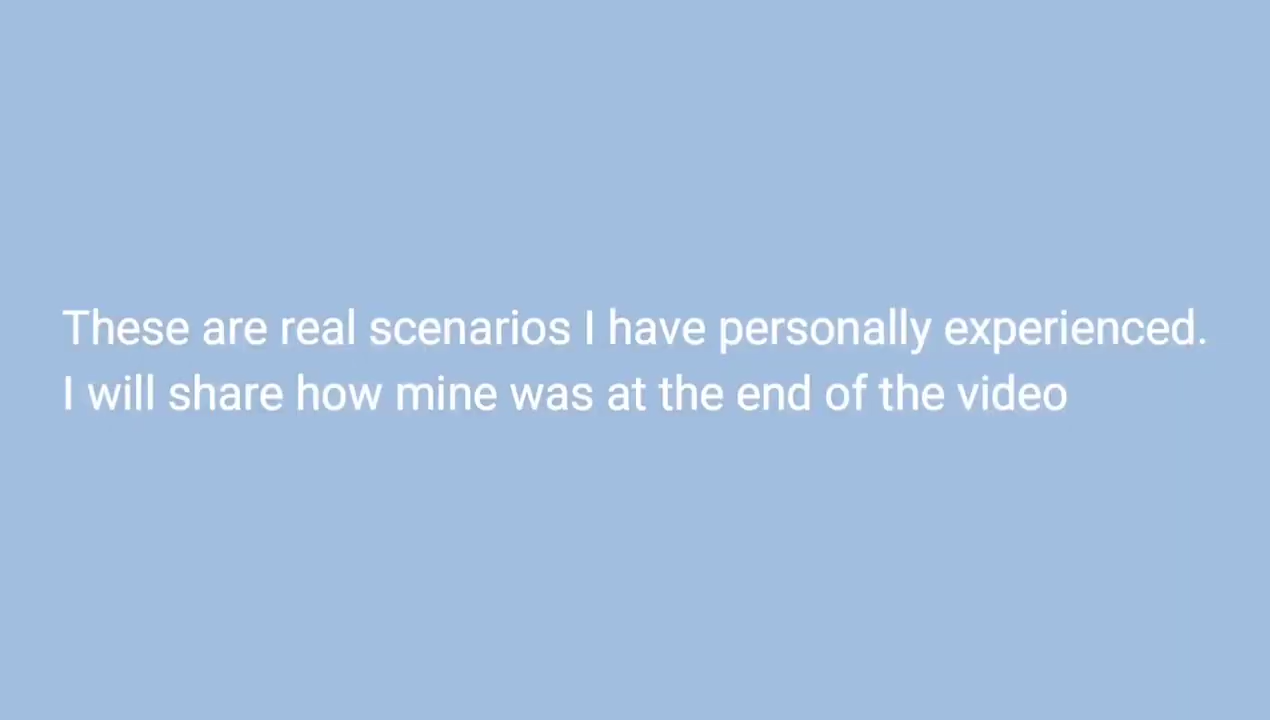 These are real scenarios I have personally experienced.
I will share how mine was at the end of the video